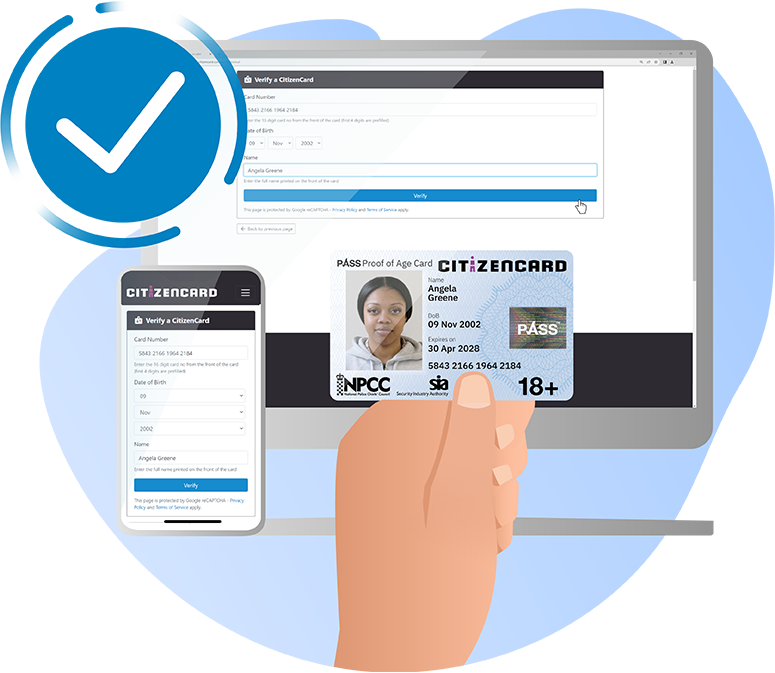 Verify a CitizenCard
Card Number
5843 2166 1964 2184
Enter the 16 digit card no from the front of the card (first 4 digits are prefilled).
Date of Birth
09 Nov 2002
Name
Angela Greene
Enter the full name printed on the front of the card
Verify
This page is protected by Google reCAPTCHA - Privacy Policy and Terms of Service apply.
Back to previous page
PASS Proof of Age Card CITIZENCARD
Name
Angela
Greene
DoB
09 Nov 2002
Expires on
30 Apr 2028
5843 2166 1964 2184
PASS
NPCC
National Police Chiefs' Council
sia
Security Industry Authority
18+
CITIZENCARD
Verify a CitizenCard
Card Number
5843 2166 1964 2184
Enter the 16 digit card no from the front of the card
(first 4 digits are prefilled).
Date of Birth
09
Nov
2002
Name
Angela Greene
Enter the full name printed on the front of the card
Verify
This page is protected by Google reCAPTCHA - Privacy
Policy and Terms of Service apply.